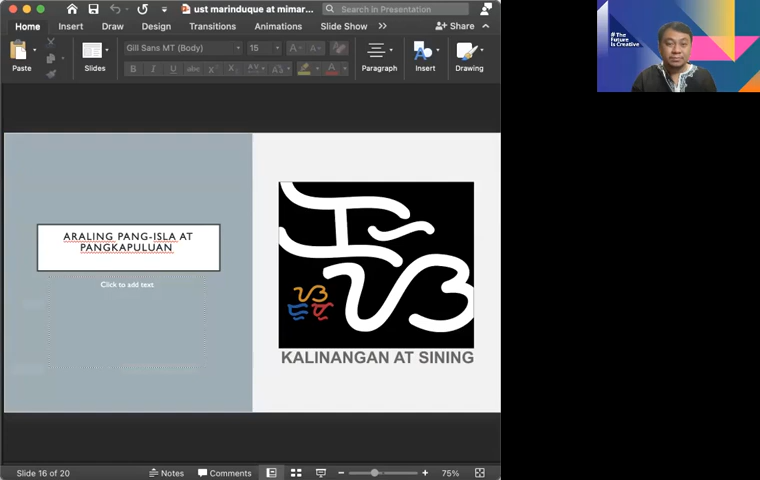 ust marinduque at mimar...
Search in Presentation
Home
Insert
Draw
Design
Transitions
Animations
Slide Show
Share
Paste
Slides
Gill Sans MT (Body)
15
Paragraph
Insert
Drawing
# The
Future
Is Creative
ARALING PANG-ISLA AT
PANGKAPULUAN
Click to add text
KALINANGAN AT SINING
Slide 16 of 20
Notes
Comments
75%